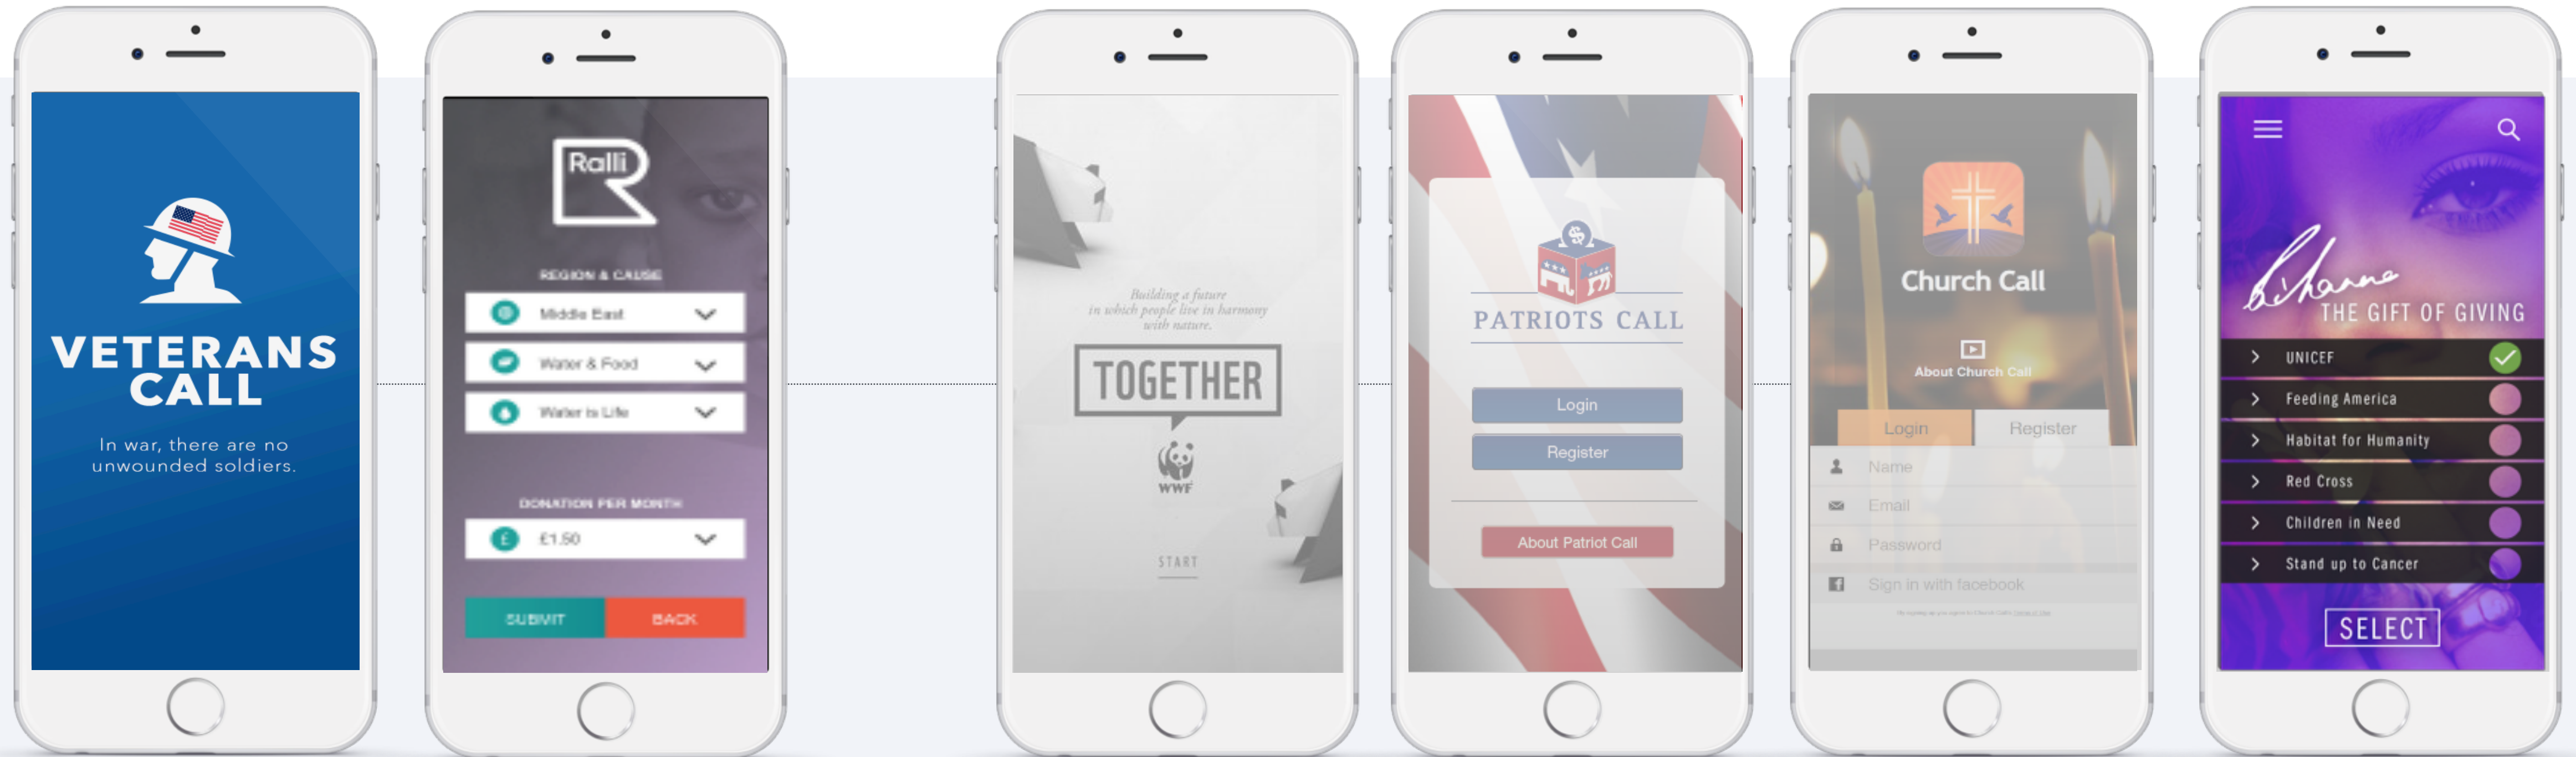 VETERANS
CALL
In war, there are no
unwounded soldiers.
Ralli
REGION & CAUSE
Middle East
Water & Food
Water is Life
DONATION PER MONTH
£
£1.50
SUBMIT
BACK
Building a future
in which people live in harmony
with nature.
TOGETHER
WWF
START
$
PATRIOTS CALL
Login
Register
About Patriot Call
Church Call
About Church Call
Login
Register
Name
Email
Password
f
Sign in with facebook
Rihanna
THE GIFT OF GIVING
UNICEF
Feeding America
Habitat for Humanity
Red Cross
Children in Need
Stand up to Cancer
SELECT